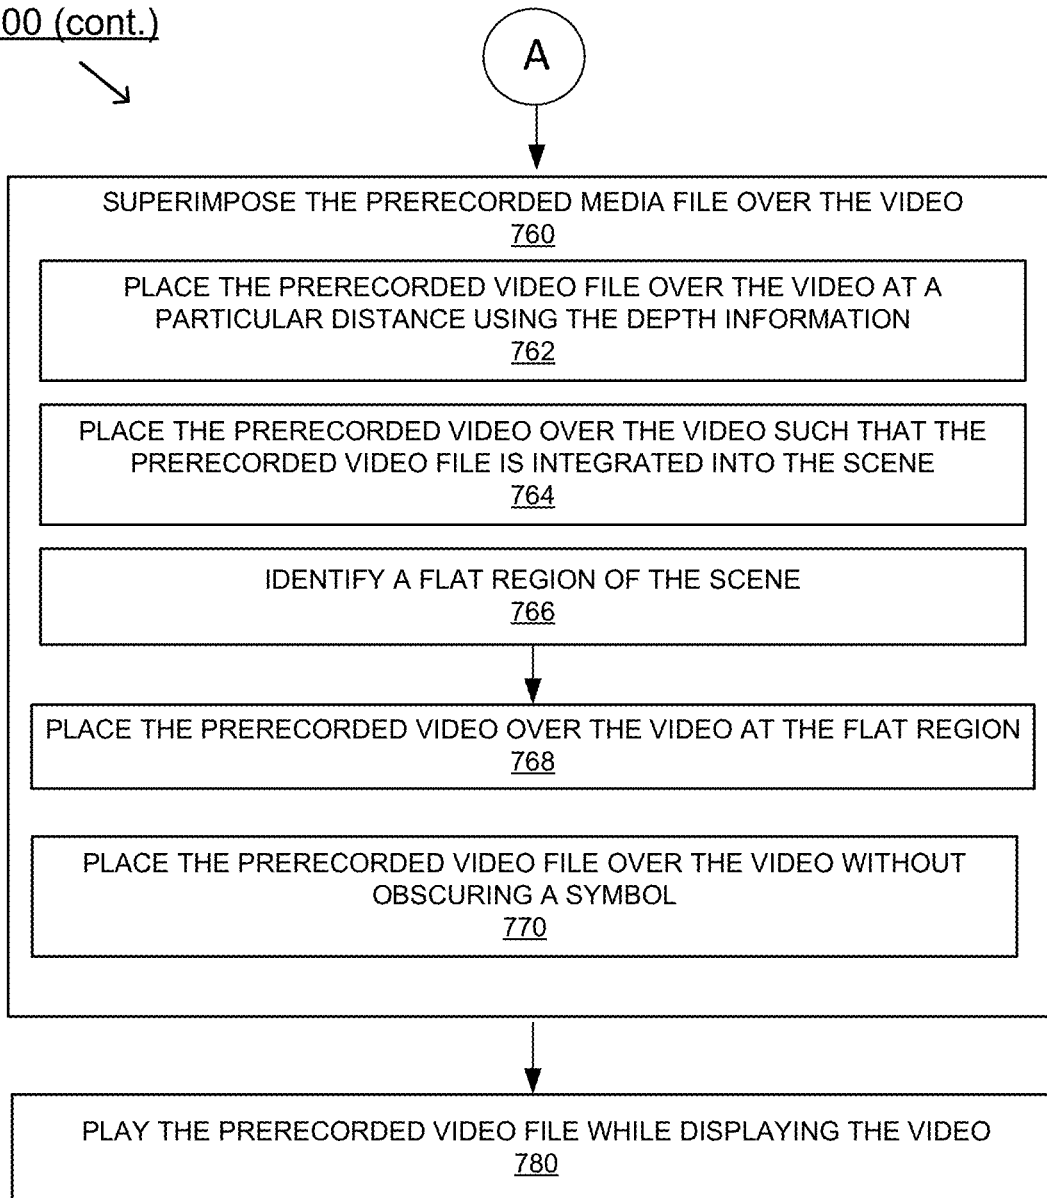 00 (cont.)
A
SUPERIMPOSE THE PRERECORDED MEDIA FILE OVER THE VIDEO
760
PLACE THE PRERECORDED VIDEO FILE OVER THE VIDEO AT A
PARTICULAR DISTANCE USING THE DEPTH INFORMATION
762
PLACE THE PRERECORDED VIDEO OVER THE VIDEO SUCH THAT THE
PRERECORDED VIDEO FILE IS INTEGRATED INTO THE SCENE
764
IDENTIFY A FLAT REGION OF THE SCENE
766
PLACE THE PRERECORDED VIDEO OVER THE VIDEO AT THE FLAT REGION
768
PLACE THE PRERECORDED VIDEO FILE OVER THE VIDEO WITHOUT
OBSCURING A SYMBOL
770
PLAY THE PRERECORDED VIDEO FILE WHILE DISPLAYING THE VIDEO
780